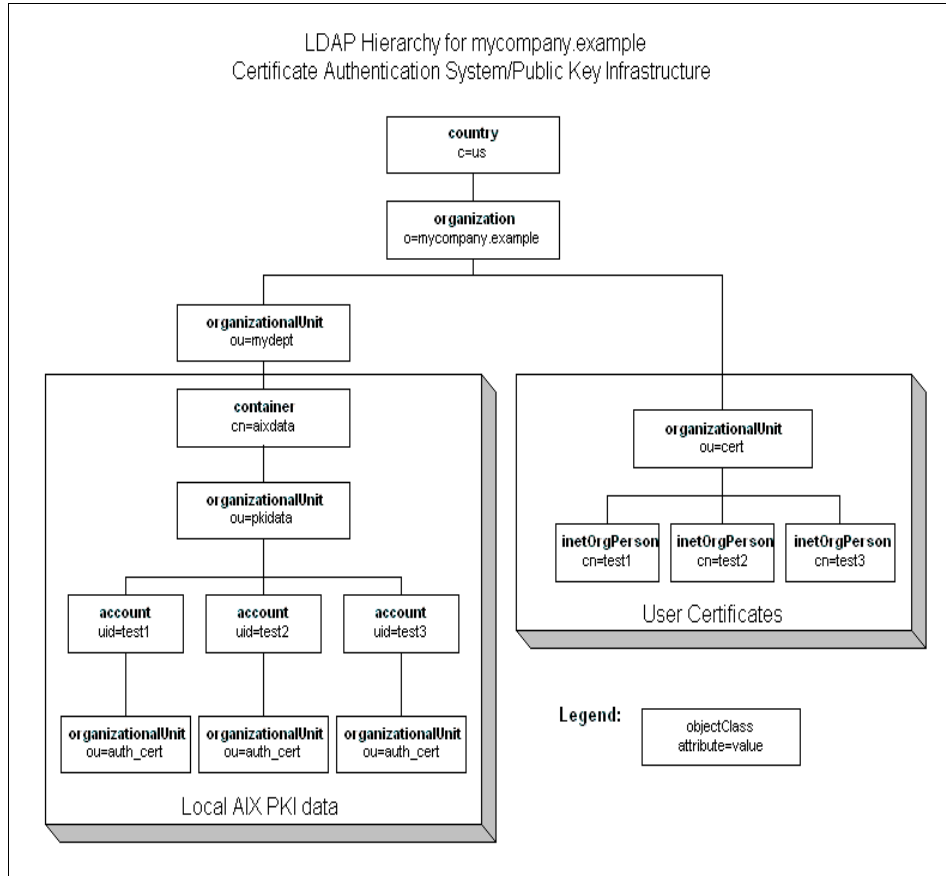 LDAP Hierarchy for mycompany.example
Certificate Authentication System/Public Key Infrastructure
country
c=us
organization
o=mycompany.example
organizationalUnit
ou=mydept
container
cn=aixdata
organizationalUnit
ou=pkidata
account
uid=test1
account
uid=test2
account
uid=test3
organizationalUnit
ou=auth_cert
organizationalUnit
ou=auth_cert
organizationalUnit
ou=auth_cert
Local AIX PKI data
organizationalUnit
ou=cert
inetOrgPerson
cn=test1
inetOrgPerson
cn=test2
inetOrgPerson
cn=test3
User Certificates
Legend:
objectClass
attribute=value